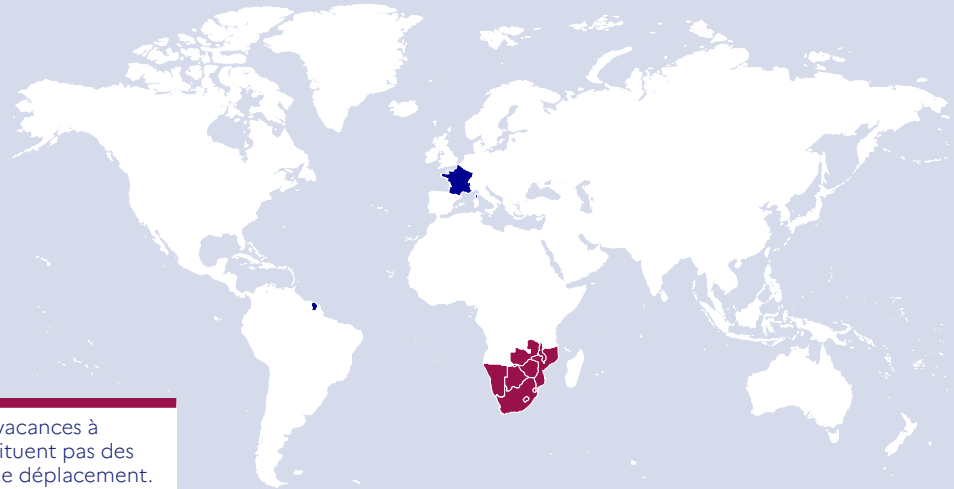 vacances à
ituent pas des
e déplacement.